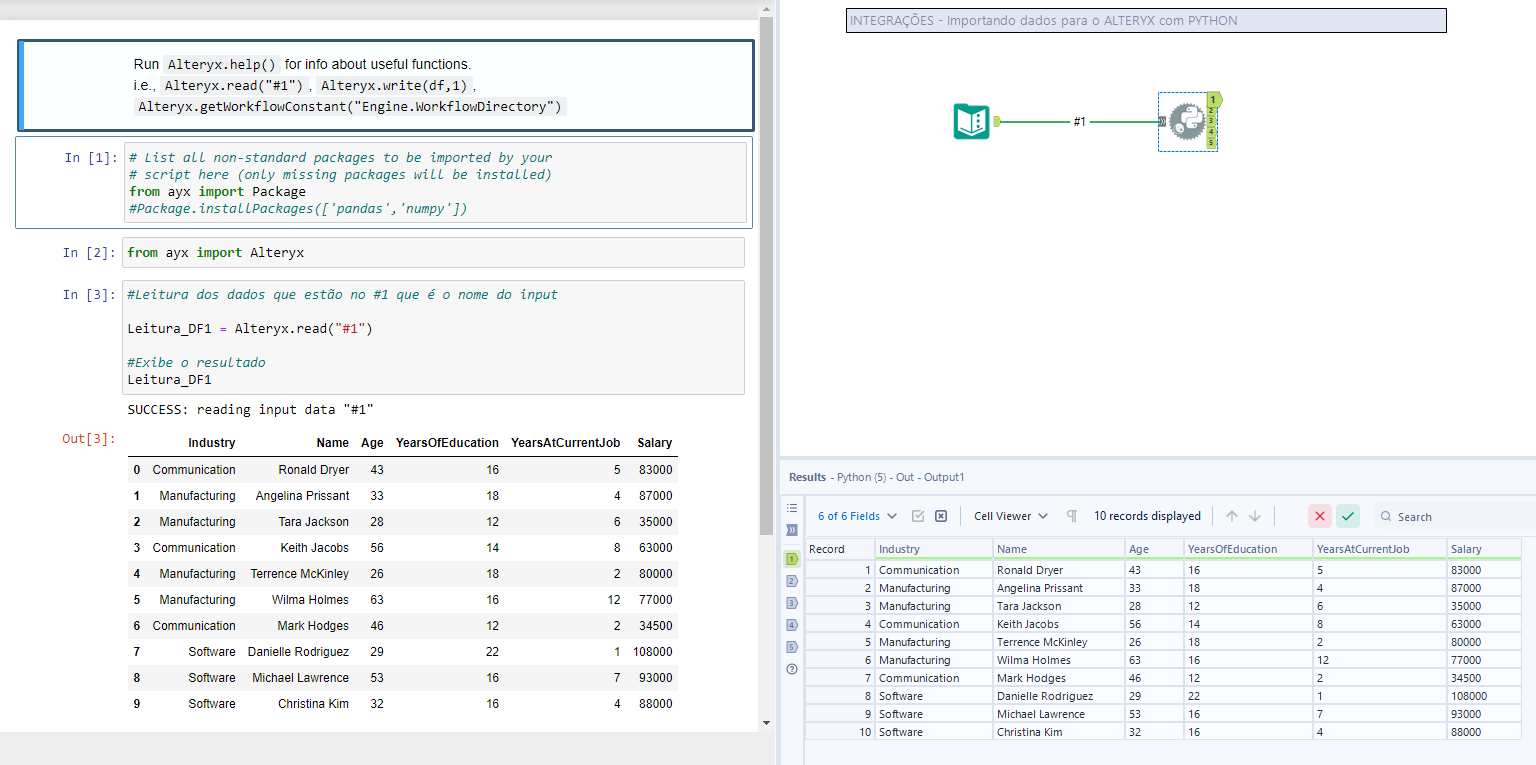 Run Alteryx.help() for info about useful functions.
i.e., Alteryx.read("#1") , Alteryx.write(df,1) ,
Alteryx.getWorkflowConstant("Engine.WorkflowDirectory")
In [1]: # List all non-standard packages to be imported by your
# script here (only missing packages will be installed)
from ayx import Package
#Package.installPackages(['pandas','numpy'])
In [2]: from ayx import Alteryx
In [3]: #Leitura dos dados que estão no #1 que é o nome do input
Leitura_DF1 = Alteryx.read("#1")
#Exibe o resultado
Leitura_DF1
SUCCESS: reading input data "#1"
Out[3]:
Industry Name Age YearsOfEducation YearsAtCurrentJob Salary
0 Communication Ronald Dryer 43 16 5 83000
1 Manufacturing Angelina Prissant 33 18 4 87000
2 Manufacturing Tara Jackson 28 12 6 35000
3 Communication Keith Jacobs 56 14 8 63000
4 Manufacturing Terrence McKinley 26 18 2 80000
5 Manufacturing Wilma Holmes 63 16 12 77000
6 Communication Mark Hodges 46 12 2 34500
7 Software Danielle Rodriguez 29 22 1 108000
8 Software Michael Lawrence 53 16 7 93000
9 Software Christina Kim 32 16 4 88000
INTEGRAÇÕES - Importando dados para o ALTERYX com PYTHON
#1
1
2
3
4
5
Results - Python (5) - Out - Output1
6 of 6 Fields Cell Viewer 10 records displayed Search
1
2
3
4
5
Record Industry Name Age YearsOfEducation YearsAtCurrentJob Salary
1 Communication Ronald Dryer 43 16 5 83000
2 Manufacturing Angelina Prissant 33 18 4 87000
3 Manufacturing Tara Jackson 28 12 6 35000
4 Communication Keith Jacobs 56 14 8 63000
5 Manufacturing Terrence McKinley 26 18 2 80000
6 Manufacturing Wilma Holmes 63 16 12 77000
7 Communication Mark Hodges 46 12 2 34500
8 Software Danielle Rodriguez 29 22 1 108000
9 Software Michael Lawrence 53 16 7 93000
10 Software Christina Kim 32 16 4 88000